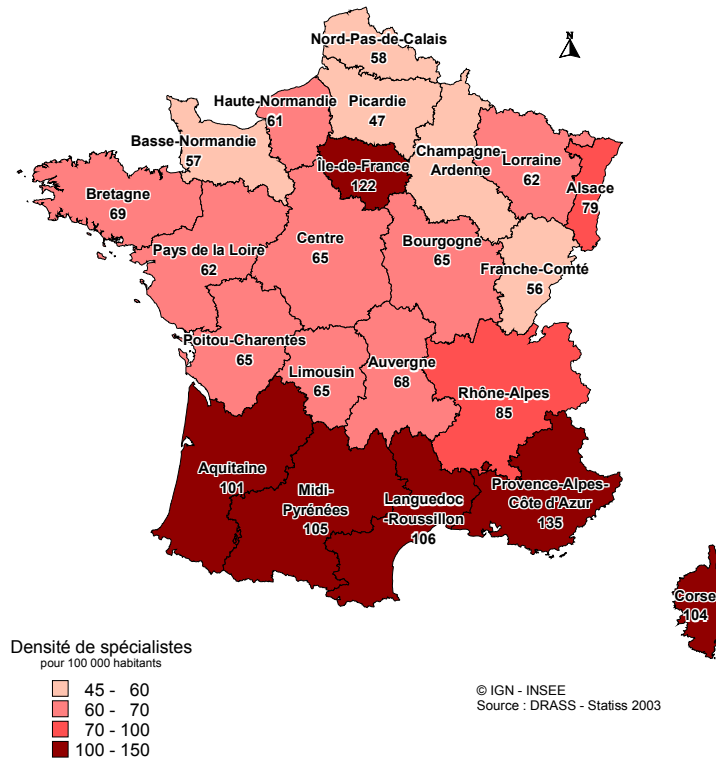 Nord-Pas-de-Calais
58
Haute-Normandie
61
Picardie
47
Basse-Normandie
57
Île-de-France
122
Champagne-
Ardenne
Lorraine
62
Alsace
79
Bretagne
69
Pays de la Loire
62
Centre
65
Bourgogne
65
Franche-Comté
56
Poitou-Charentes
65
Limousin
65
Auvergne
68
Rhône-Alpes
85
Aquitaine
101
Midi-
Pyrénées
105
Languedoc
-Roussillon
106
Provence-Alpes-
Côte d'Azur
135
Corse
104
Densité de spécialistes
pour 100 000 habitants
45 - 60
60 - 70
70 - 100
100 - 150
© IGN - INSEE
Source : DRASS - Statiss 2003